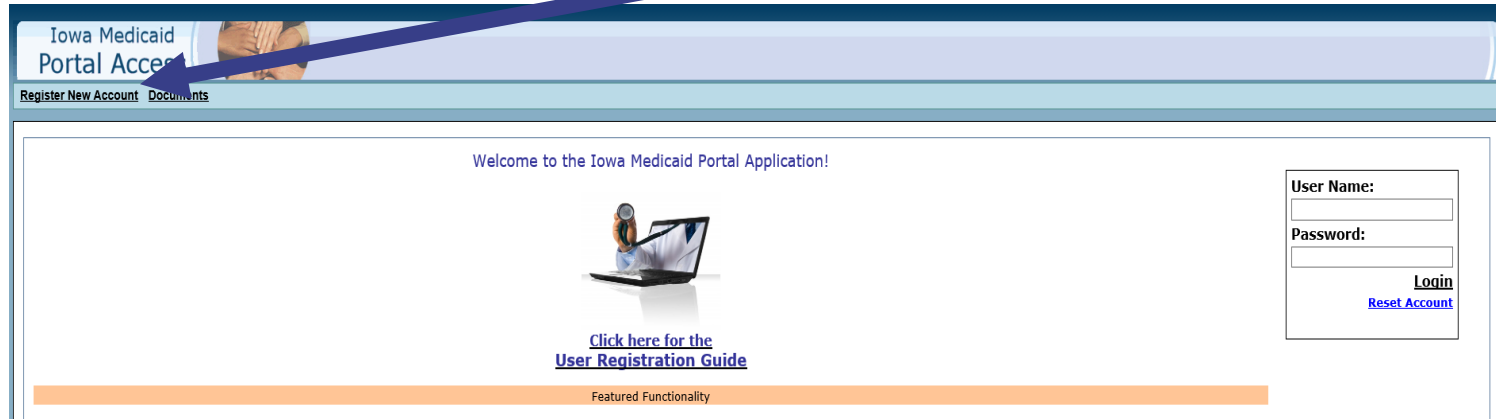 Iowa Medicaid
Portal Access
Register New Account Documents
Welcome to the Iowa Medicaid Portal Application!
User Name:
Password:
Login
Reset Account
Click here for the
User Registration Guide
Featured Functionality